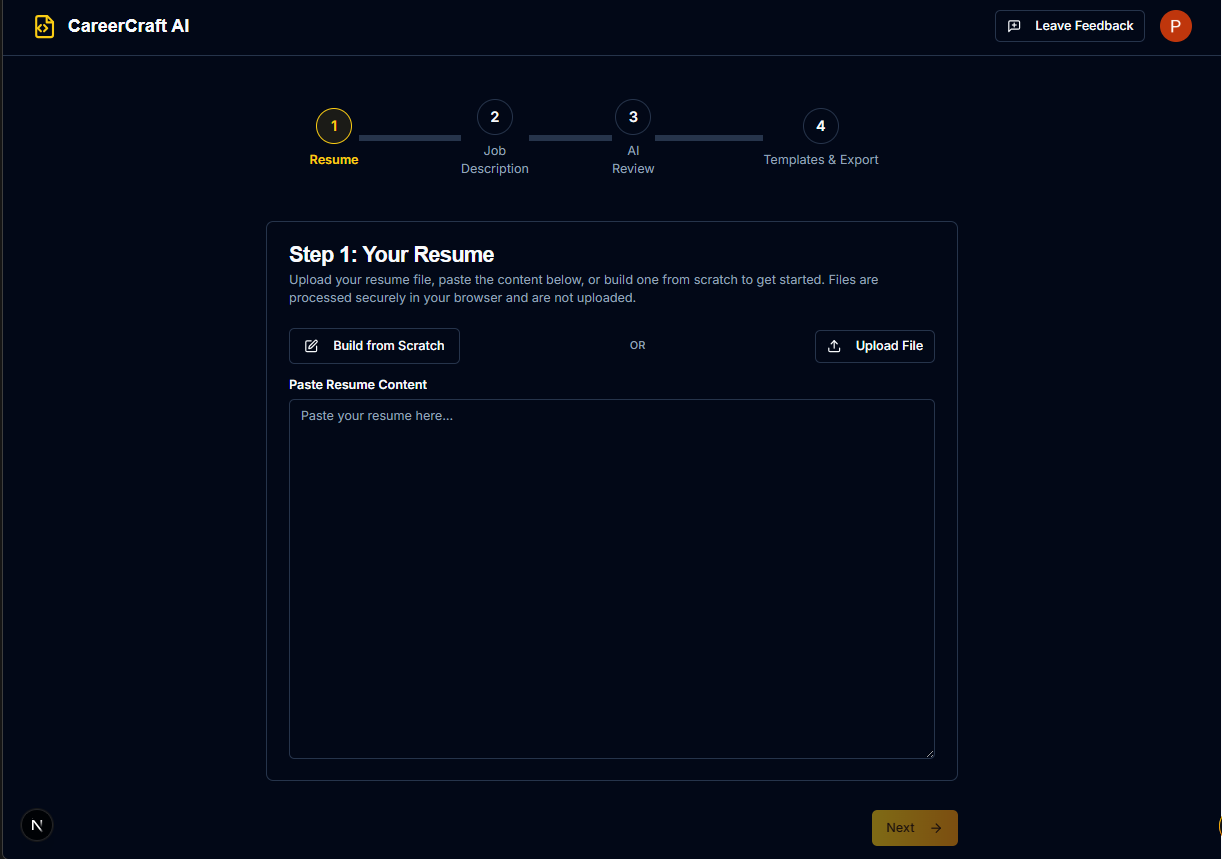 CareerCraft AI
Leave Feedback
P
1
2
3
4
Resume
Job
Description
AI
Review
Templates & Export
Step 1: Your Resume
Upload your resume file, paste the content below, or build one from scratch to get started. Files are
processed securely in your browser and are not uploaded.
Build from Scratch
OR
Upload File
Paste Resume Content
Paste your resume here...
N
Next